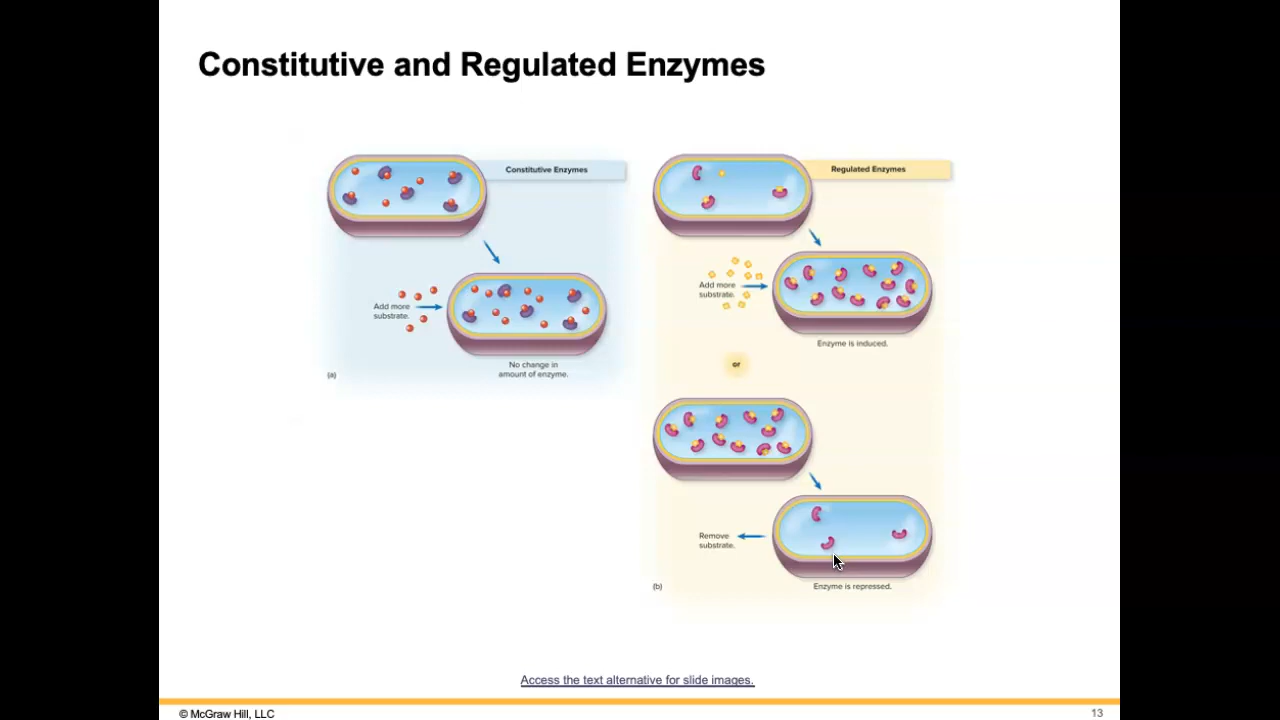 Constitutive and Regulated Enzymes
Constitutive Enzymes
Add more
substrate.
No change in
amount of enzyme.
(a)
Regulated Enzymes
Add more
substrate.
Enzyme is induced.
or
Remove
substrate.
Enzyme is repressed.
(b)
Access the text alternative for slide images.
© McGraw Hill, LLC
13